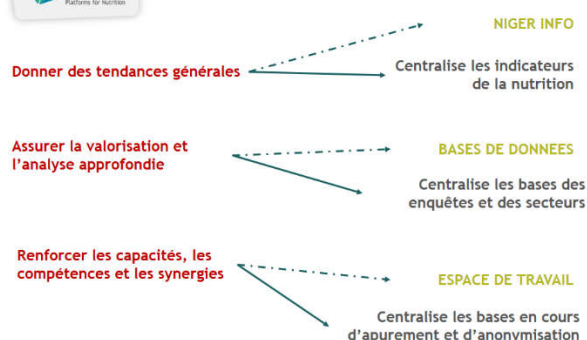 Platforms for Nutrition
NIGER INFO
Donner des tendances générales
Centralise les indicateurs
de la nutrition
Assurer la valorisation et
l'analyse approfondie
BASES DE DONNEES
Centralise les bases des
enquêtes et des secteurs
Renforcer les capacités, les
compétences et les synergies
ESPACE DE TRAVAIL
Centralise les bases en cours
d'apurement et d'anonymisation